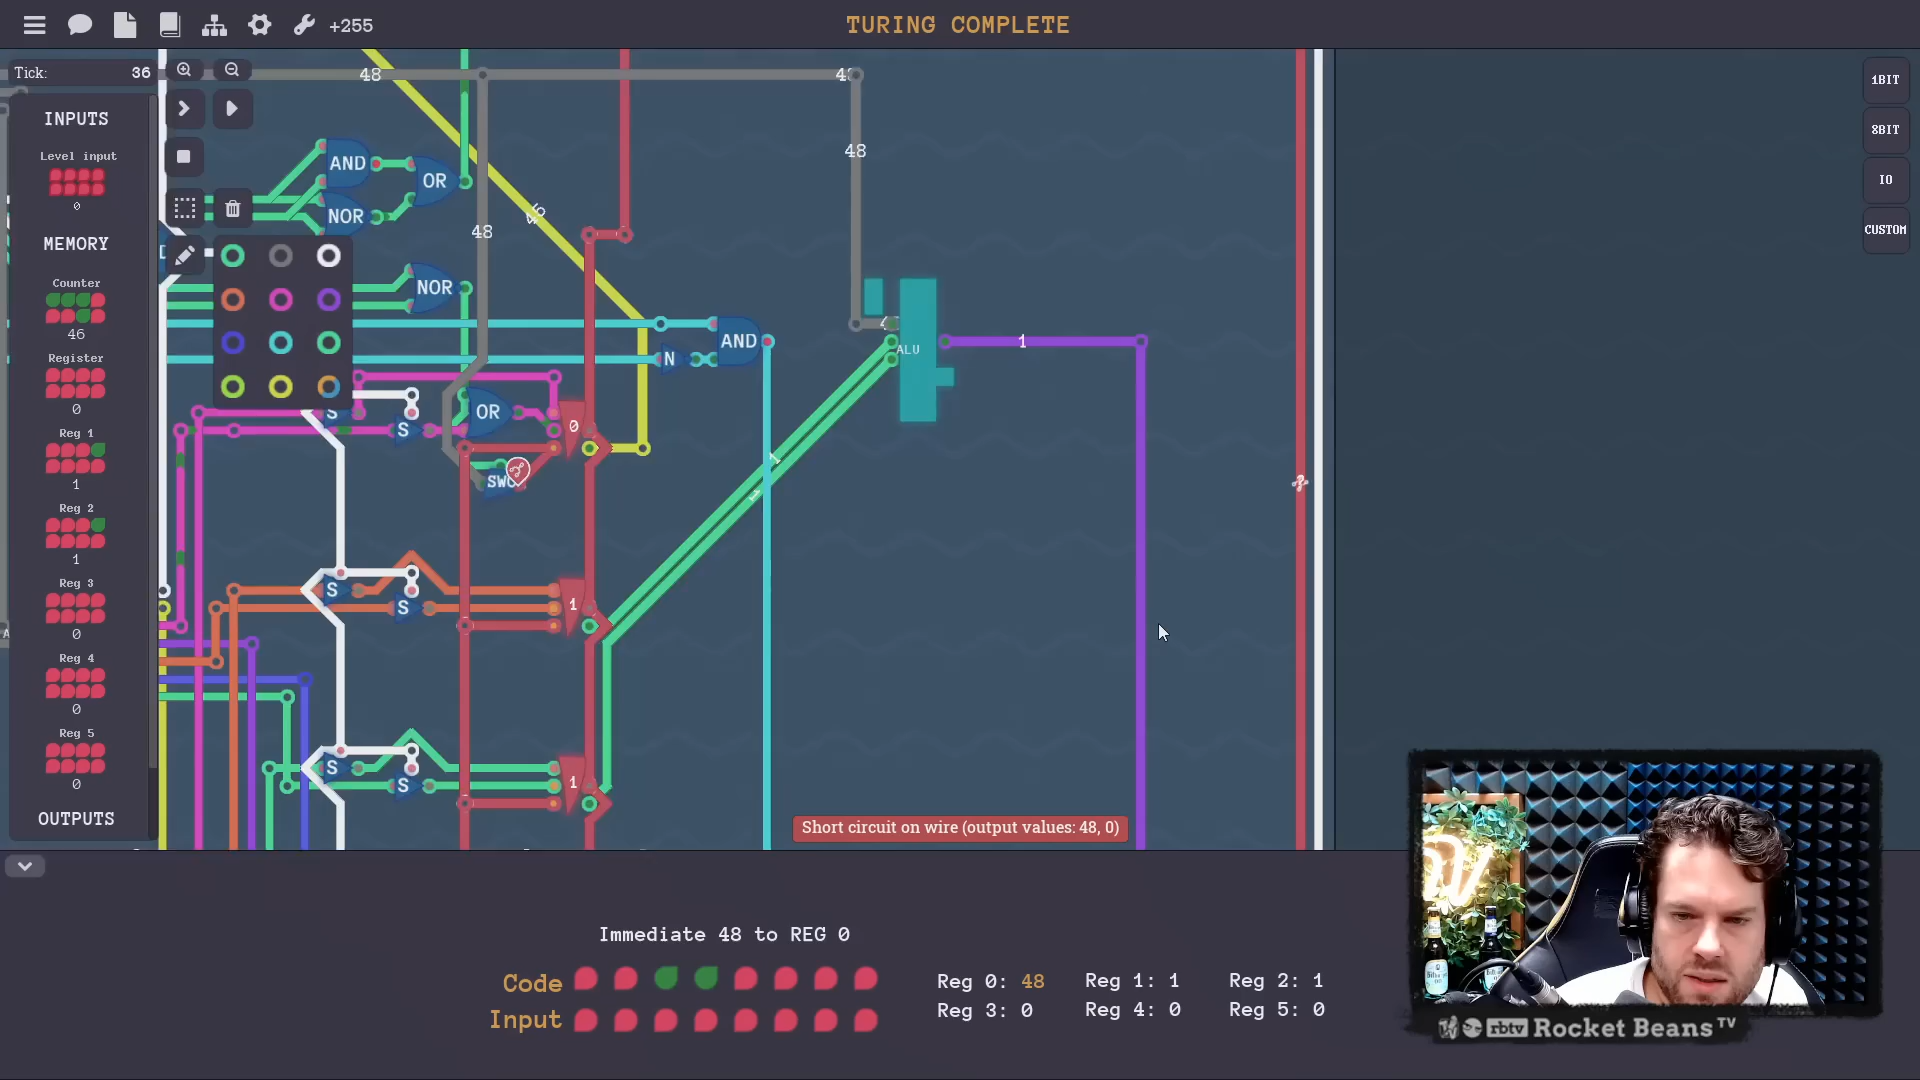 +255
TURING COMPLETE
Tick: 36
INPUTS
Level input
0
MEMORY
Counter
46
Register
0
Reg 1
1
Reg 2
1
Reg 3
0
Reg 4
0
Reg 5
0
OUTPUTS
1BIT
8BIT
IO
CUSTOM
48
48
48
45
AND
OR
NOR
NOR
AND
N
ALU
1
S
S
OR
0
SWC
1
1
S
S
1
S
S
1
Short circuit on wire (output values: 48, 0)
Immediate 48 to REG 0
Code
Input
Reg 0: 48 Reg 1: 1 Reg 2: 1
Reg 3: 0 Reg 4: 0 Reg 5: 0
rbtv Rocket Beans TV